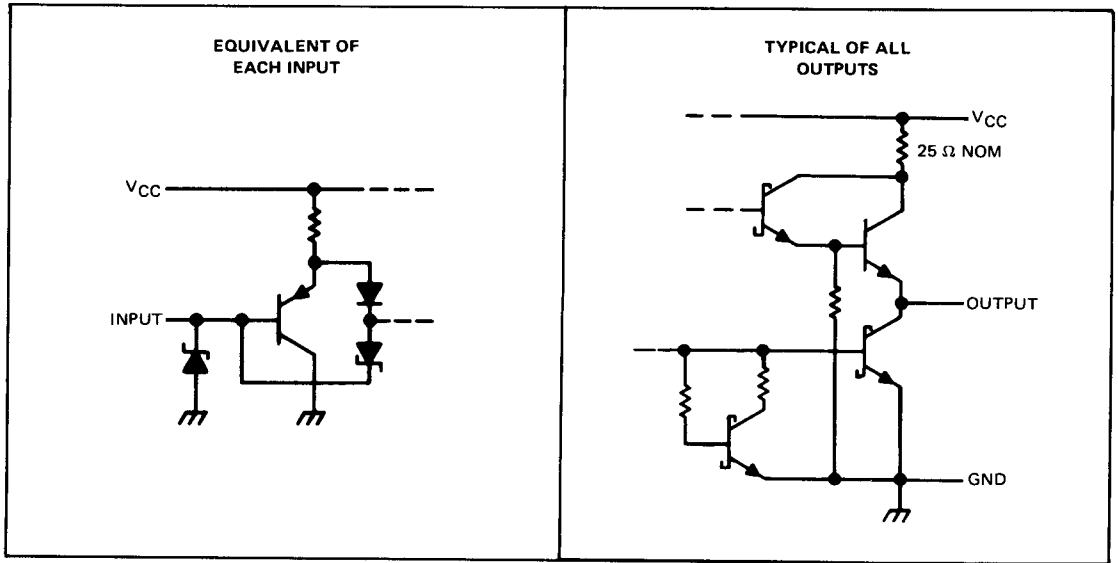 EQUIVALENT OF
EACH INPUT
VCC
INPUT
TYPICAL OF ALL
OUTPUTS
VCC
25 Ω NOM
OUTPUT
GND